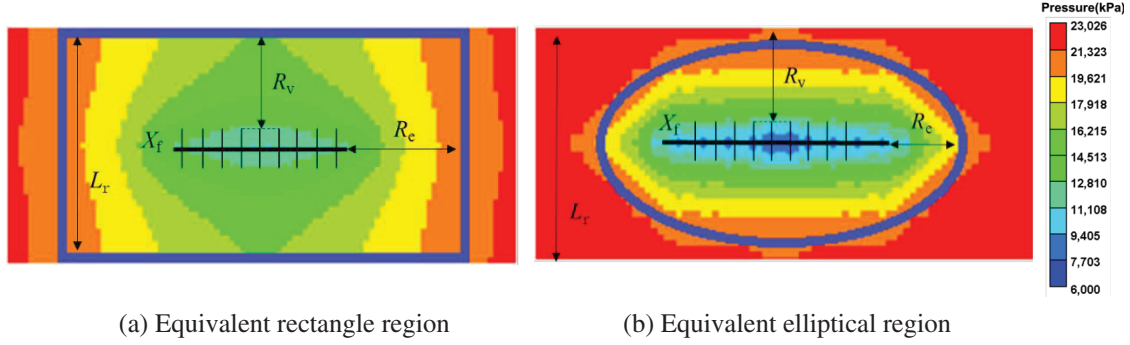 Pressure(kPa)
23,026
21,323
19,621
17,918
16,215
14,513
12,810
11,108
9,405
7,703
6,000
Rv
Xf
Re
Lr
Rv
Xf
Re
Lr
(a) Equivalent rectangle region
(b) Equivalent elliptical region